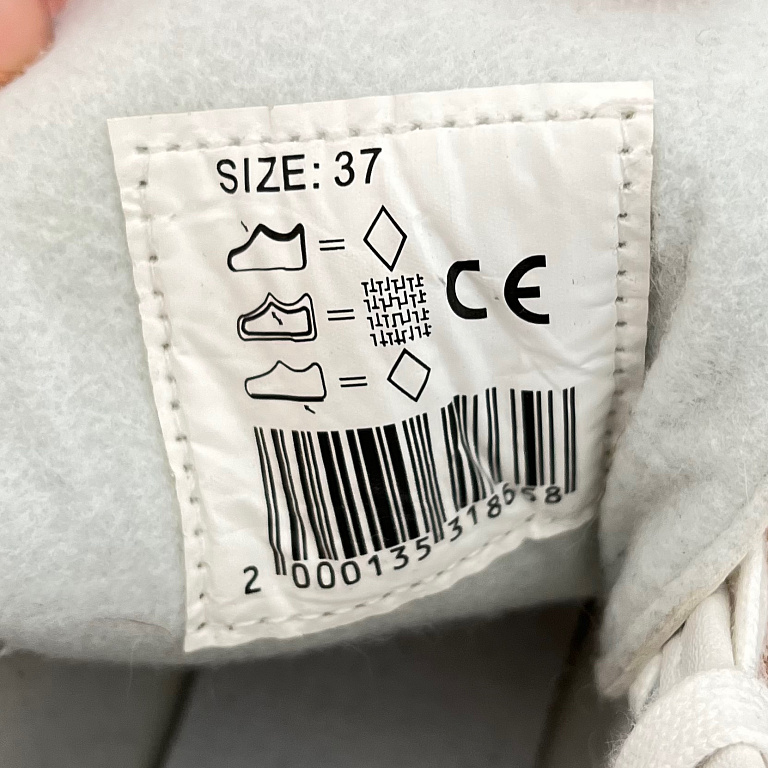 SIZE: 37
=
= CE
=
2 000135 318658